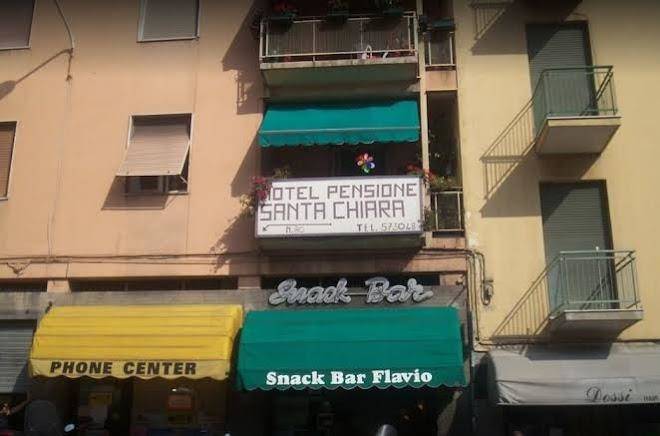 HOTEL PENSIONE
SANTA CHIARA
TEL. 573048
Snack Bar
PHONE CENTER
Snack Bar Flavio
Dossi